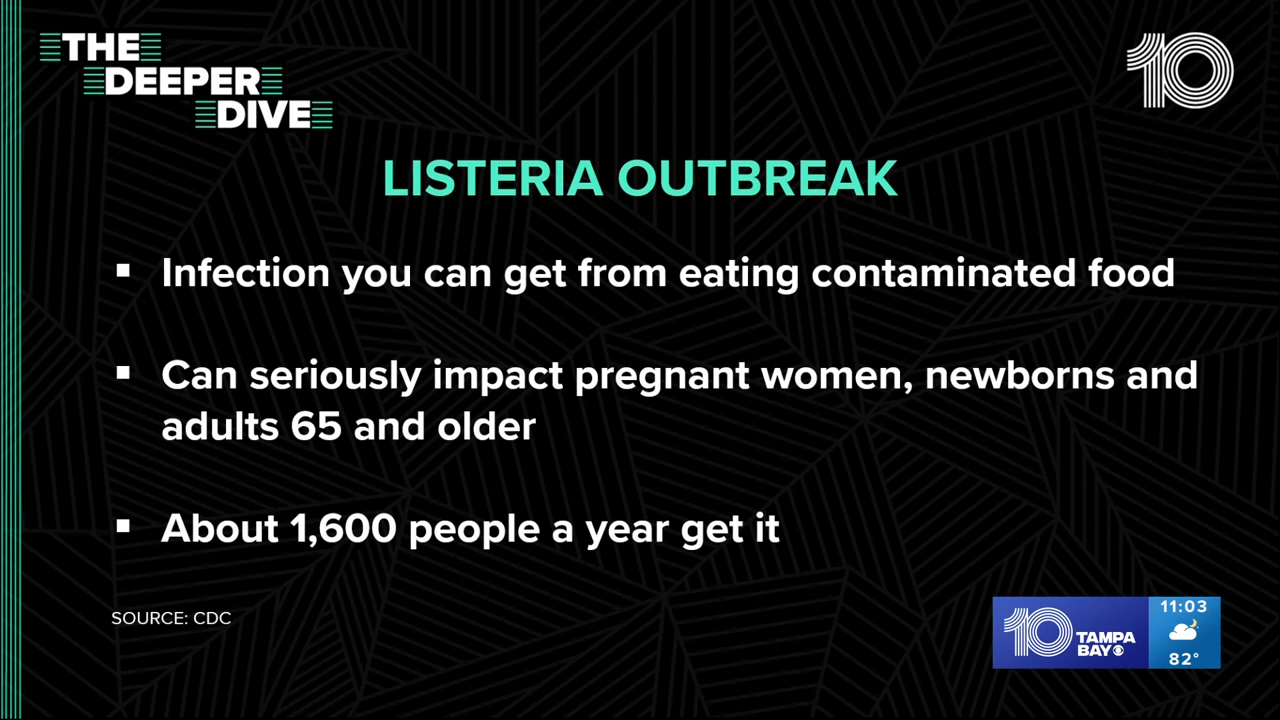 THE
DEEPER
DIVE
10
LISTERIA OUTBREAK
▪ Infection you can get from eating contaminated food
▪ Can seriously impact pregnant women, newborns and
adults 65 and older
▪ About 1,600 people a year get it
SOURCE: CDC
10 TAMPA
BAY
11:03
82°